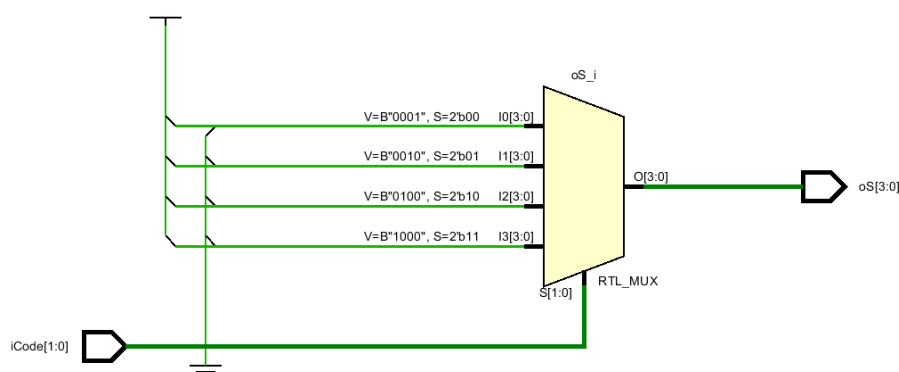 oS_i
V=B"0001", S=2'b00 I0[3:0]
V=B"0010", S=2'b01 I1[3:0]
V=B"0100", S=2'b10 I2[3:0]
V=B"1000", S=2'b11 I3[3:0]
O[3:0]
oS[3:0]
S[1:0]
RTL_MUX
iCode[1:0]